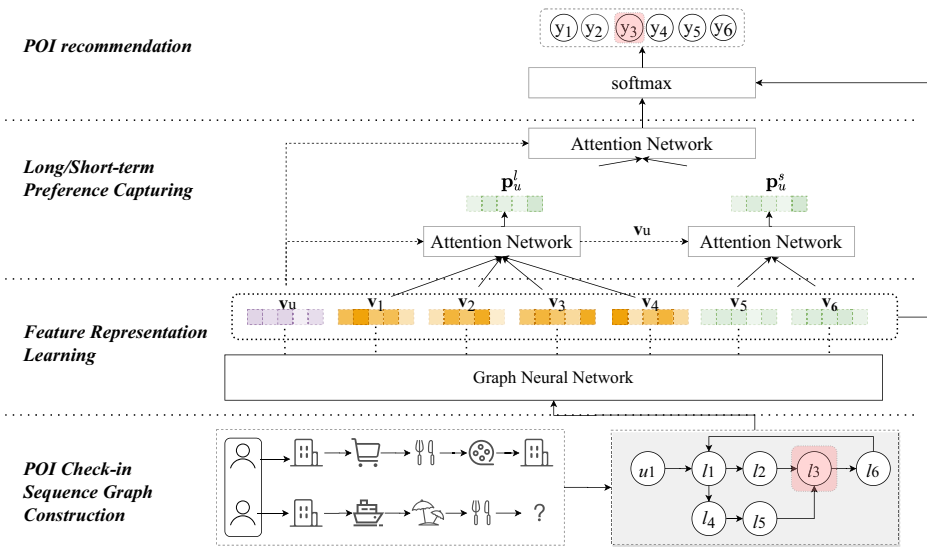 POI recommendation
y1 y2 y3 y4 y5 y6
softmax
Long/Short-term
Preference Capturing
Attention Network
p_u^l
p_u^s
Attention Network
vu
Attention Network
Feature Representation
Learning
vu v1 v2 v3 v4 v5 v6
Graph Neural Network
POI Check-in
Sequence Graph
Construction
?
u1 l1 l2 l3 l6
l4 l5